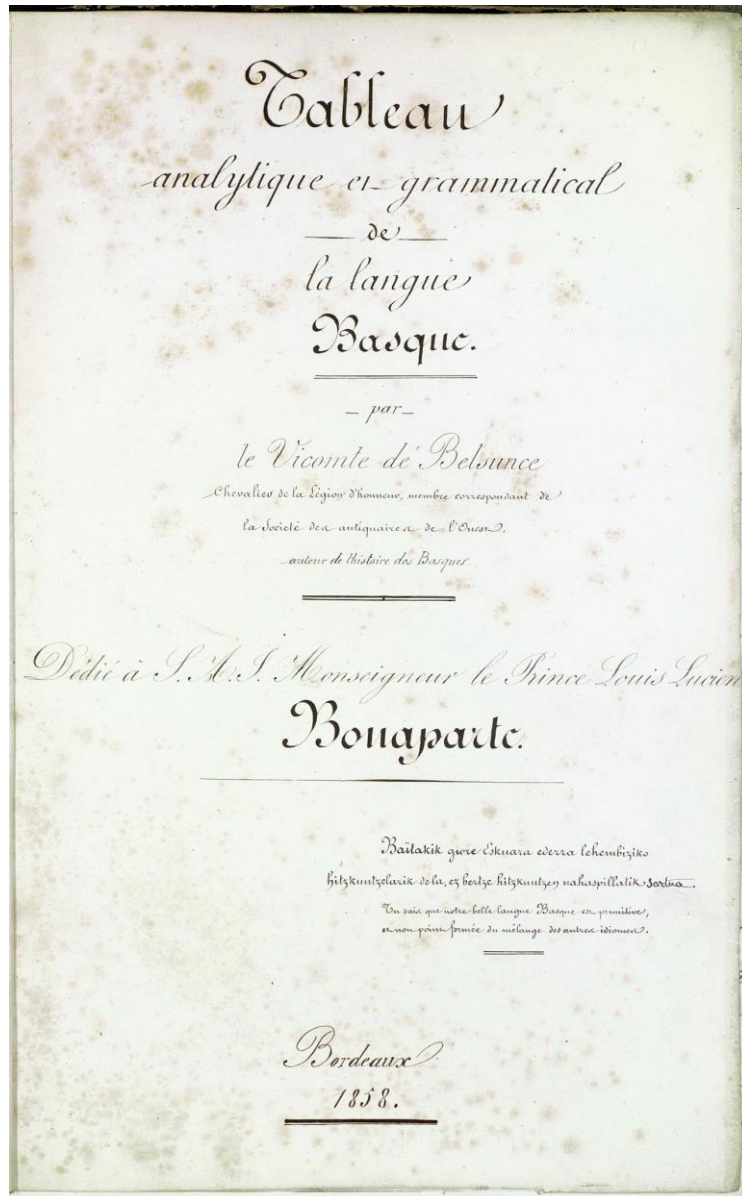 Tableau
analytique et grammatical
de
la langue
Basque.
par
le Vicomte de Belsunce
Chevalier de la Légion d'honneur, membre correspondant de
la Société des antiquaires de l'Ouest,
auteur de l'histoire des Basques.
Dédié à S. A. I. Monseigneur le Prince Louis Lucien
Bonaparte.
Baïtakik gure Eskuara ederra lehembiziko
hitzkuntzelarik dela, ez bertze hitzkuntzen nahaspillatik sortua.
Tu sais que notre belle langue Basque est primitive,
et non point formée du mélange des autres idiomes.
Bordeaux
1858.